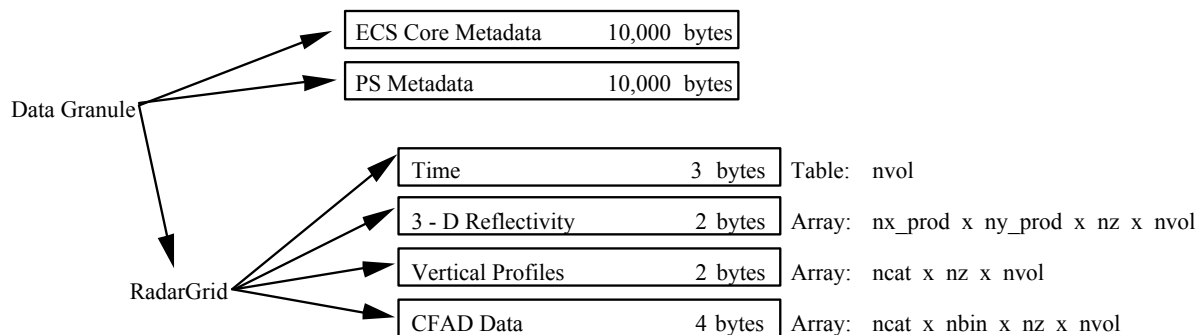 ECS Core Metadata 10,000 bytes
PS Metadata 10,000 bytes
Data Granule
Time 3 bytes Table: nvol
3 - D Reflectivity 2 bytes Array: nx_prod x ny_prod x nz x nvol
Vertical Profiles 2 bytes Array: ncat x nz x nvol
RadarGrid
CFAD Data 4 bytes Array: ncat x nbin x nz x nvol